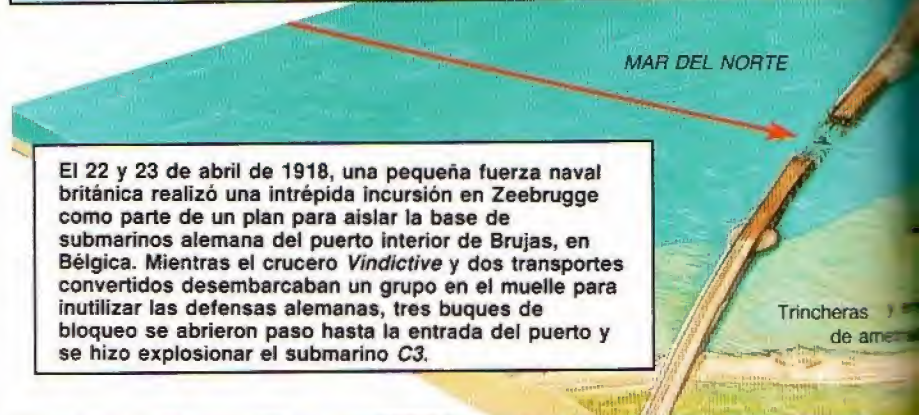 MAR DEL NORTE
El 22 y 23 de abril de 1918, una pequeña fuerza naval
británica realizó una intrépida incursión en Zeebrugge
como parte de un plan para aislar la base de
submarinos alemana del puerto interior de Brujas, en
Bélgica. Mientras el crucero Vindictive y dos transportes
convertidos desembarcaban un grupo en el muelle para
inutilizar las defensas alemanas, tres buques de
bloqueo se abrieron paso hasta la entrada del puerto y
se hizo explosionar el submarino C3.
Trincheras
de